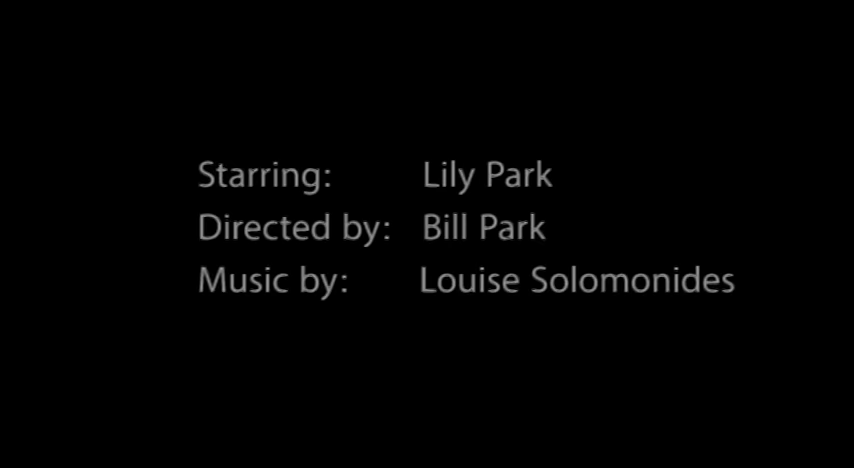 Starring: Lily Park
Directed by: Bill Park
Music by: Louise Solomonides